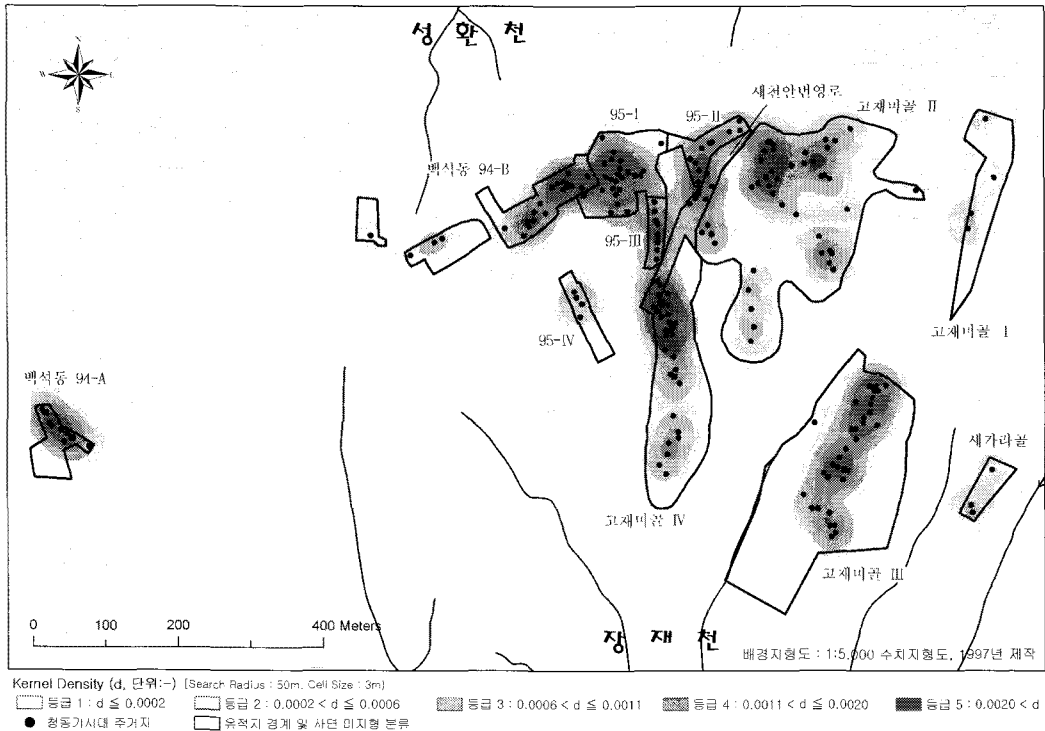 성 환 천
N
W
E
S
새천안번영로
고재미골 II
95-I
95-II
백석동 94-B
95-III
고재미골 I
95-IV
백석동 94-A
새가라골
고재미골 IV
고재미골 III
0 100 200 400 Meters
장 재 천
배경지형도 : 1:5,000 수치지형도, 1997년 제작
Kernel Density (d, 단위:-) [Search Radius : 50m, Cell Size : 3m]
등급 1 : d ≦ 0.0002 등급 2 : 0.0002 < d ≦ 0.0006 등급 3 : 0.0006 < d ≦ 0.0011 등급 4 : 0.0011 < d ≦ 0.0020 등급 5 : 0.0020 < d
청동기시대 주거지 유적지 경계 및 사면 미지형 분류